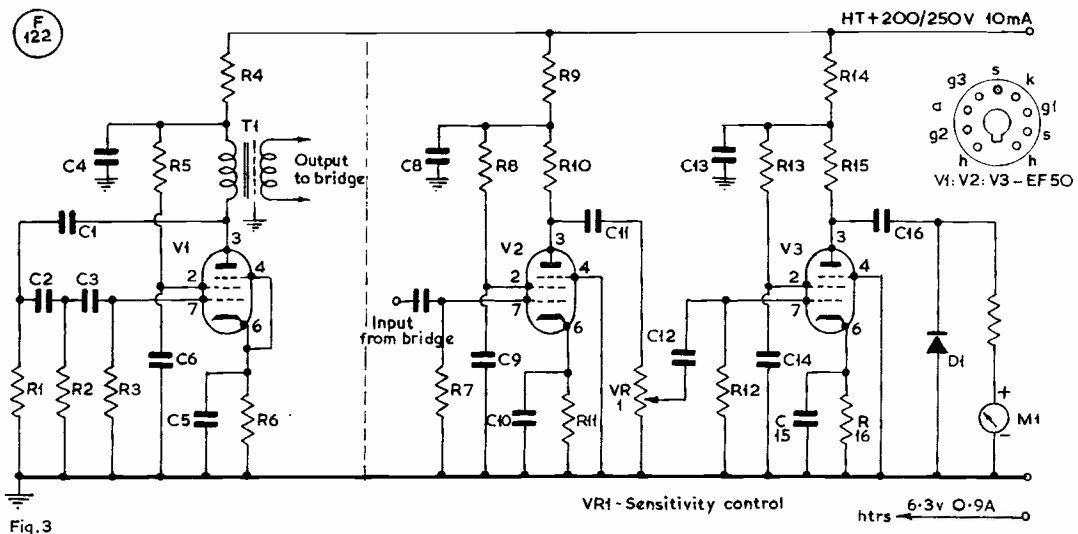 F
122
HT+200/250V 10mA
R4
R9
R14
s
g3
k
a
g1
g2
s
h
h
V1: V2: V3-EF50
T1
C4
R5
Output
to bridge
C8
R8
R10
C13
R13
R15
C1
V1
3
4
2
7
6
C2
C3
C11
V2
3
4
2
7
6
C16
V3
3
4
2
7
6
Input
from bridge
C12
C6
C9
C14
D1
R1
R2
R3
R7
VR
1
R12
C5
R6
C10
R11
C
15
R
16
+
M1
-
VR1-Sensitivity control
6·3v 0·9A
htrs
Fig.3